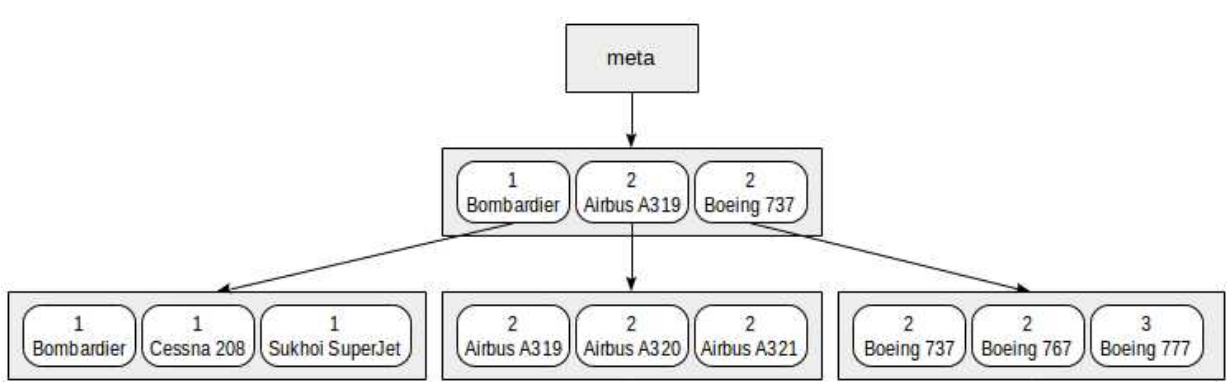 meta
1
Bombardier
2
Airbus A319
2
Boeing 737
1
Bombardier
1
Cessna 208
1
Sukhoi SuperJet
2
Airbus A319
2
Airbus A320
2
Airbus A321
2
Boeing 737
2
Boeing 767
3
Boeing 777